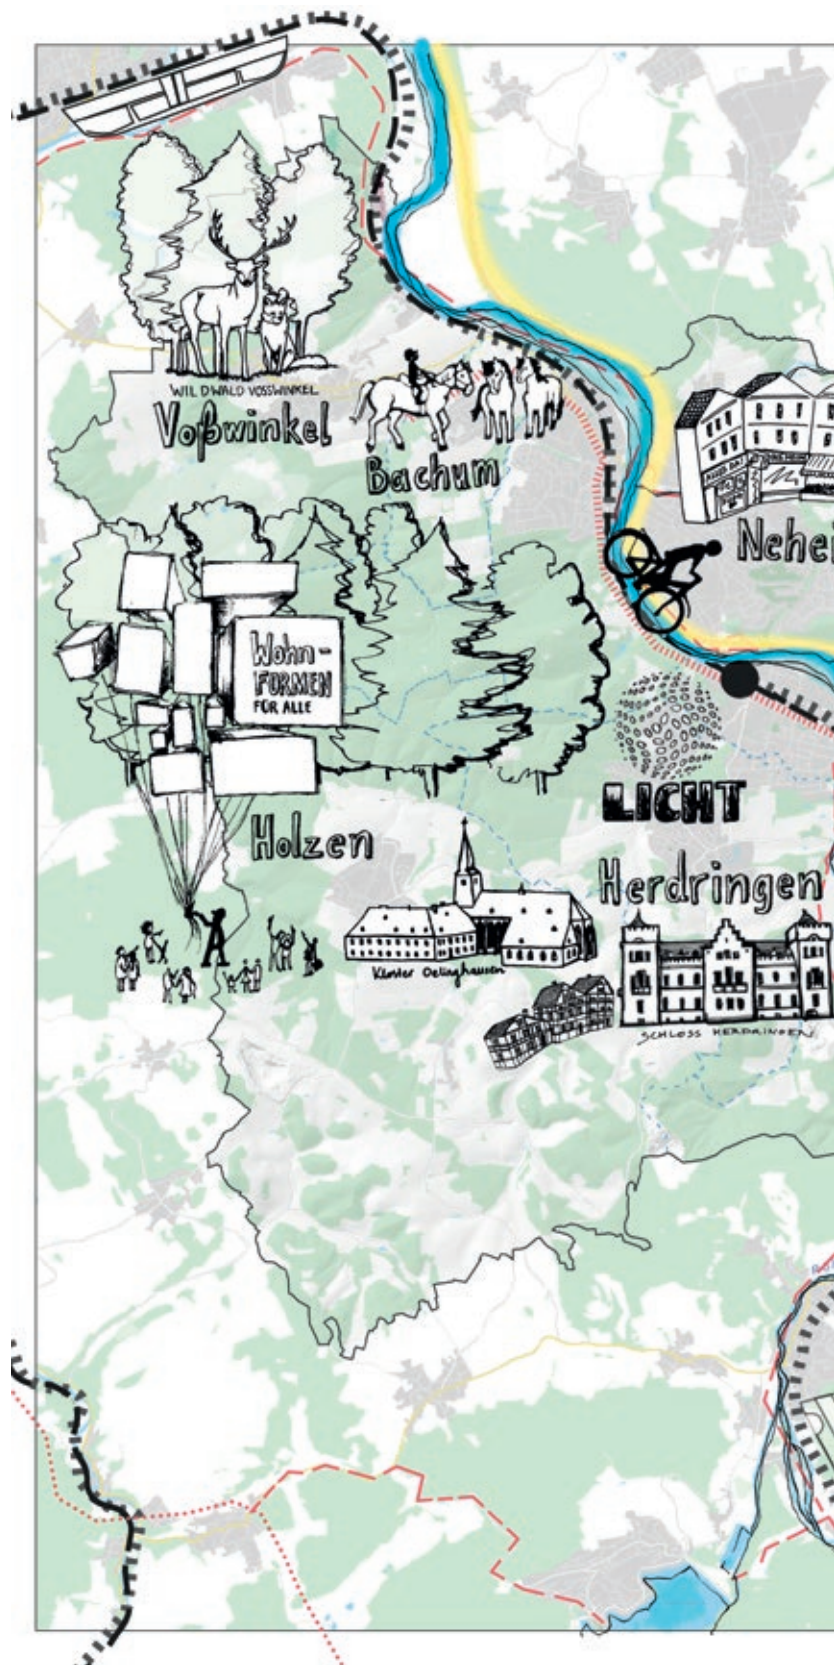 WILDWALD VOSSWINKEL
Voßwinkel
Bachum
Nehei
Wohn-
FORMEN
FÜR ALLE
LICHT
Holzen
Herdringen
Kloster Oelinghausen
SCHLOSS HERDRINGEN